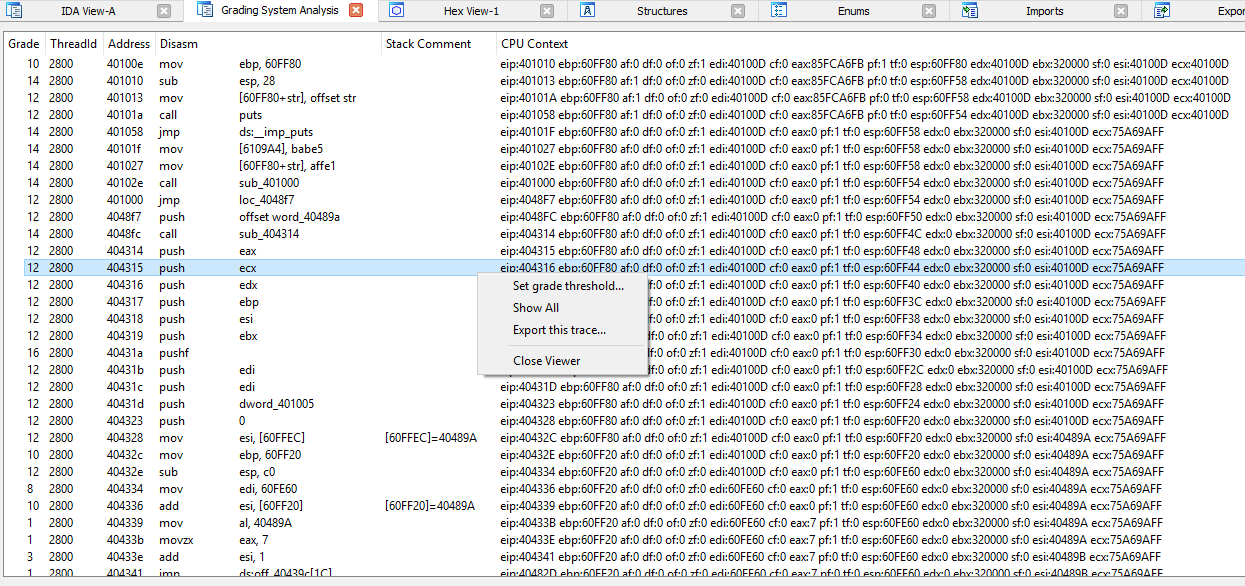 IDA View-A Grading System Analysis Hex View-1 Structures Enums Imports Expor
Grade ThreadId Address Disasm Stack Comment CPU Context
10 2800 40100e mov ebp, 60FF80 eip:401010 ebp:60FF80 af:0 df:0 of:0 zf:1 edi:40100D cf:0 eax:85FCA6FB pf:1 tf:0 esp:60FF80 edx:40100D ebx:320000 sf:0 esi:40100D ecx:40100D
14 2800 401010 sub esp, 28 eip:401013 ebp:60FF80 af:1 df:0 of:0 zf:0 edi:40100D cf:0 eax:85FCA6FB pf:0 tf:0 esp:60FF58 edx:40100D ebx:320000 sf:0 esi:40100D ecx:40100D
12 2800 401013 mov [60FF80+str], offset str eip:40101A ebp:60FF80 af:1 df:0 of:0 zf:0 edi:40100D cf:0 eax:85FCA6FB pf:0 tf:0 esp:60FF58 edx:40100D ebx:320000 sf:0 esi:40100D ecx:40100D
12 2800 40101a call puts eip:401058 ebp:60FF80 af:1 df:0 of:0 zf:0 edi:40100D cf:0 eax:85FCA6FB pf:0 tf:0 esp:60FF54 edx:40100D ebx:320000 sf:0 esi:40100D ecx:40100D
14 2800 401058 jmp ds:__imp_puts eip:40101F ebp:60FF80 af:0 df:0 of:0 zf:1 edi:40100D cf:0 eax:0 pf:1 tf:0 esp:60FF58 edx:0 ebx:320000 sf:0 esi:40100D ecx:75A69AFF
14 2800 40101f mov [6109A4], babe5 eip:401027 ebp:60FF80 af:0 df:0 of:0 zf:1 edi:40100D cf:0 eax:0 pf:1 tf:0 esp:60FF58 edx:0 ebx:320000 sf:0 esi:40100D ecx:75A69AFF
14 2800 401027 mov [60FF80+str], affe1 eip:40102E ebp:60FF80 af:0 df:0 of:0 zf:1 edi:40100D cf:0 eax:0 pf:1 tf:0 esp:60FF58 edx:0 ebx:320000 sf:0 esi:40100D ecx:75A69AFF
14 2800 40102e call sub_401000 eip:401000 ebp:60FF80 af:0 df:0 of:0 zf:1 edi:40100D cf:0 eax:0 pf:1 tf:0 esp:60FF54 edx:0 ebx:320000 sf:0 esi:40100D ecx:75A69AFF
14 2800 401000 jmp loc_4048f7 eip:4048F7 ebp:60FF80 af:0 df:0 of:0 zf:1 edi:40100D cf:0 eax:0 pf:1 tf:0 esp:60FF54 edx:0 ebx:320000 sf:0 esi:40100D ecx:75A69AFF
12 2800 4048f7 push offset word_40489a eip:4048FC ebp:60FF80 af:0 df:0 of:0 zf:1 edi:40100D cf:0 eax:0 pf:1 tf:0 esp:60FF50 edx:0 ebx:320000 sf:0 esi:40100D ecx:75A69AFF
14 2800 4048fc call sub_404314 eip:404314 ebp:60FF80 af:0 df:0 of:0 zf:1 edi:40100D cf:0 eax:0 pf:1 tf:0 esp:60FF4C edx:0 ebx:320000 sf:0 esi:40100D ecx:75A69AFF
12 2800 404314 push eax eip:404315 ebp:60FF80 af:0 df:0 of:0 zf:1 edi:40100D cf:0 eax:0 pf:1 tf:0 esp:60FF48 edx:0 ebx:320000 sf:0 esi:40100D ecx:75A69AFF
12 2800 404315 push ecx eip:404316 ebp:60FF80 af:0 df:0 of:0 zf:1 edi:40100D cf:0 eax:0 pf:1 tf:0 esp:60FF44 edx:0 ebx:320000 sf:0 esi:40100D ecx:75A69AFF
12 2800 404316 push edx f:0 of:0 zf:1 edi:40100D cf:0 eax:0 pf:1 tf:0 esp:60FF40 edx:0 ebx:320000 sf:0 esi:40100D ecx:75A69AFF
Set grade threshold...
12 2800 404317 push ebp f:0 of:0 zf:1 edi:40100D cf:0 eax:0 pf:1 tf:0 esp:60FF3C edx:0 ebx:320000 sf:0 esi:40100D ecx:75A69AFF
Show All
12 2800 404318 push esi f:0 of:0 zf:1 edi:40100D cf:0 eax:0 pf:1 tf:0 esp:60FF38 edx:0 ebx:320000 sf:0 esi:40100D ecx:75A69AFF
Export this trace...
12 2800 404319 push ebx f:0 of:0 zf:1 edi:40100D cf:0 eax:0 pf:1 tf:0 esp:60FF34 edx:0 ebx:320000 sf:0 esi:40100D ecx:75A69AFF
16 2800 40431a pushf f:0 of:0 zf:1 edi:40100D cf:0 eax:0 pf:1 tf:0 esp:60FF30 edx:0 ebx:320000 sf:0 esi:40100D ecx:75A69AFF
Close Viewer
12 2800 40431b push edi f:0 of:0 zf:1 edi:40100D cf:0 eax:0 pf:1 tf:0 esp:60FF2C edx:0 ebx:320000 sf:0 esi:40100D ecx:75A69AFF
12 2800 40431c push edi eip:40431D ebp:60FF80 af:0 df:0 of:0 zf:1 edi:40100D cf:0 eax:0 pf:1 tf:0 esp:60FF28 edx:0 ebx:320000 sf:0 esi:40100D ecx:75A69AFF
12 2800 40431d push dword_401005 eip:404323 ebp:60FF80 af:0 df:0 of:0 zf:1 edi:40100D cf:0 eax:0 pf:1 tf:0 esp:60FF24 edx:0 ebx:320000 sf:0 esi:40100D ecx:75A69AFF
12 2800 404323 push 0 eip:404328 ebp:60FF80 af:0 df:0 of:0 zf:1 edi:40100D cf:0 eax:0 pf:1 tf:0 esp:60FF20 edx:0 ebx:320000 sf:0 esi:40100D ecx:75A69AFF
12 2800 404328 mov esi, [60FFEC] [60FFEC]=40489A eip:40432C ebp:60FF80 af:0 df:0 of:0 zf:1 edi:40100D cf:0 eax:0 pf:1 tf:0 esp:60FF20 edx:0 ebx:320000 sf:0 esi:40489A ecx:75A69AFF
10 2800 40432c mov ebp, 60FF20 eip:40432E ebp:60FF20 af:0 df:0 of:0 zf:1 edi:40100D cf:0 eax:0 pf:1 tf:0 esp:60FF20 edx:0 ebx:320000 sf:0 esi:40489A ecx:75A69AFF
12 2800 40432e sub esp, c0 eip:404334 ebp:60FF20 af:0 df:0 of:0 zf:0 edi:40100D cf:0 eax:0 pf:1 tf:0 esp:60FE60 edx:0 ebx:320000 sf:0 esi:40489A ecx:75A69AFF
8 2800 404334 mov edi, 60FE60 eip:404336 ebp:60FF20 af:0 df:0 of:0 zf:0 edi:60FE60 cf:0 eax:0 pf:1 tf:0 esp:60FE60 edx:0 ebx:320000 sf:0 esi:40489A ecx:75A69AFF
10 2800 404336 add esi, [60FF20] [60FF20]=40489A eip:404339 ebp:60FF20 af:0 df:0 of:0 zf:0 edi:60FE60 cf:0 eax:0 pf:1 tf:0 esp:60FE60 edx:0 ebx:320000 sf:0 esi:40489A ecx:75A69AFF
1 2800 404339 mov al, 40489A eip:40433B ebp:60FF20 af:0 df:0 of:0 zf:0 edi:60FE60 cf:0 eax:7 pf:1 tf:0 esp:60FE60 edx:0 ebx:320000 sf:0 esi:40489A ecx:75A69AFF
1 2800 40433b movzx eax, 7 eip:40433E ebp:60FF20 af:0 df:0 of:0 zf:0 edi:60FE60 cf:0 eax:7 pf:1 tf:0 esp:60FE60 edx:0 ebx:320000 sf:0 esi:40489A ecx:75A69AFF
3 2800 40433e add esi, 1 eip:404341 ebp:60FF20 af:0 df:0 of:0 zf:0 edi:60FE60 cf:0 eax:7 pf:0 tf:0 esp:60FE60 edx:0 ebx:320000 sf:0 esi:40489B ecx:75A69AFF
1 2800 404341 jmp ds:off_40439c[1C] eip:40482D ebp:60FF20 af:0 df:0 of:0 zf:0 edi:60FE60 cf:0 eax:7 pf:0 tf:0 esp:60FE60 edx:0 ebx:320000 sf:0 esi:40489B ecx:75A69AFF